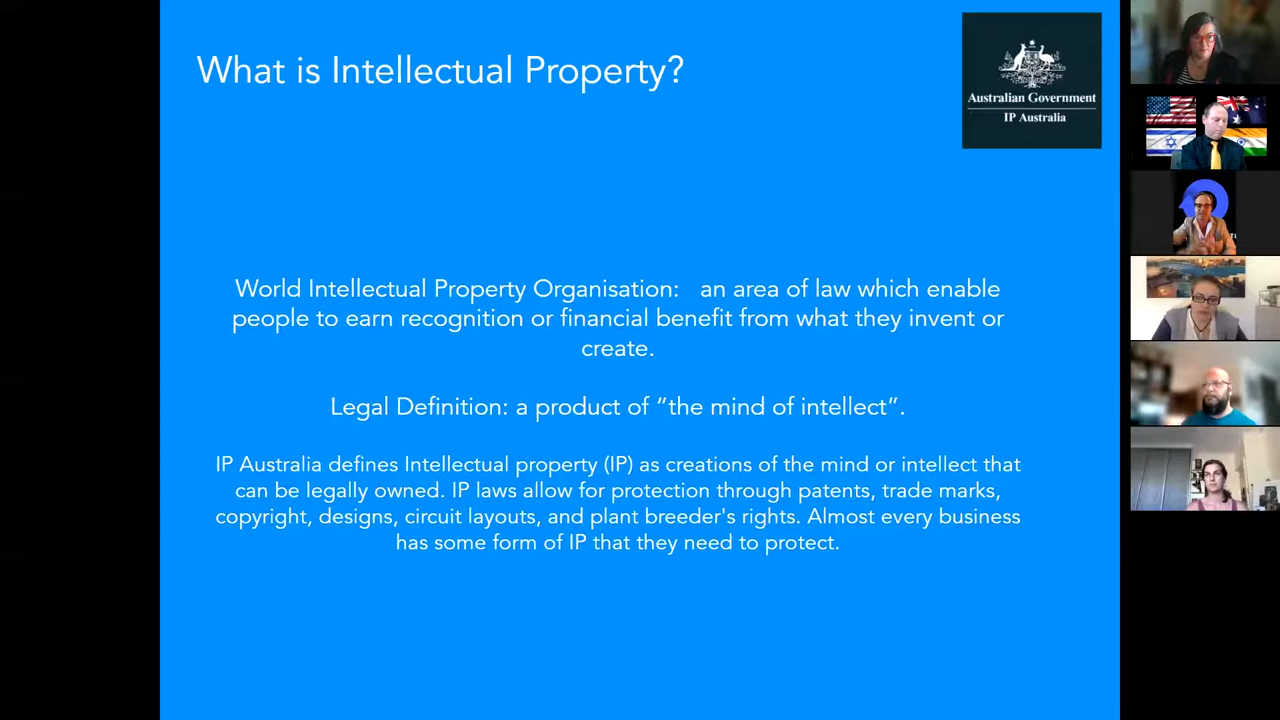 What is Intellectual Property?
Australian Government
IP Australia
World Intellectual Property Organisation: an area of law which enable
people to earn recognition or financial benefit from what they invent or
create.
Legal Definition: a product of “the mind of intellect”.
IP Australia defines Intellectual property (IP) as creations of the mind or intellect that
can be legally owned. IP laws allow for protection through patents, trade marks,
copyright, designs, circuit layouts, and plant breeder's rights. Almost every business
has some form of IP that they need to protect.